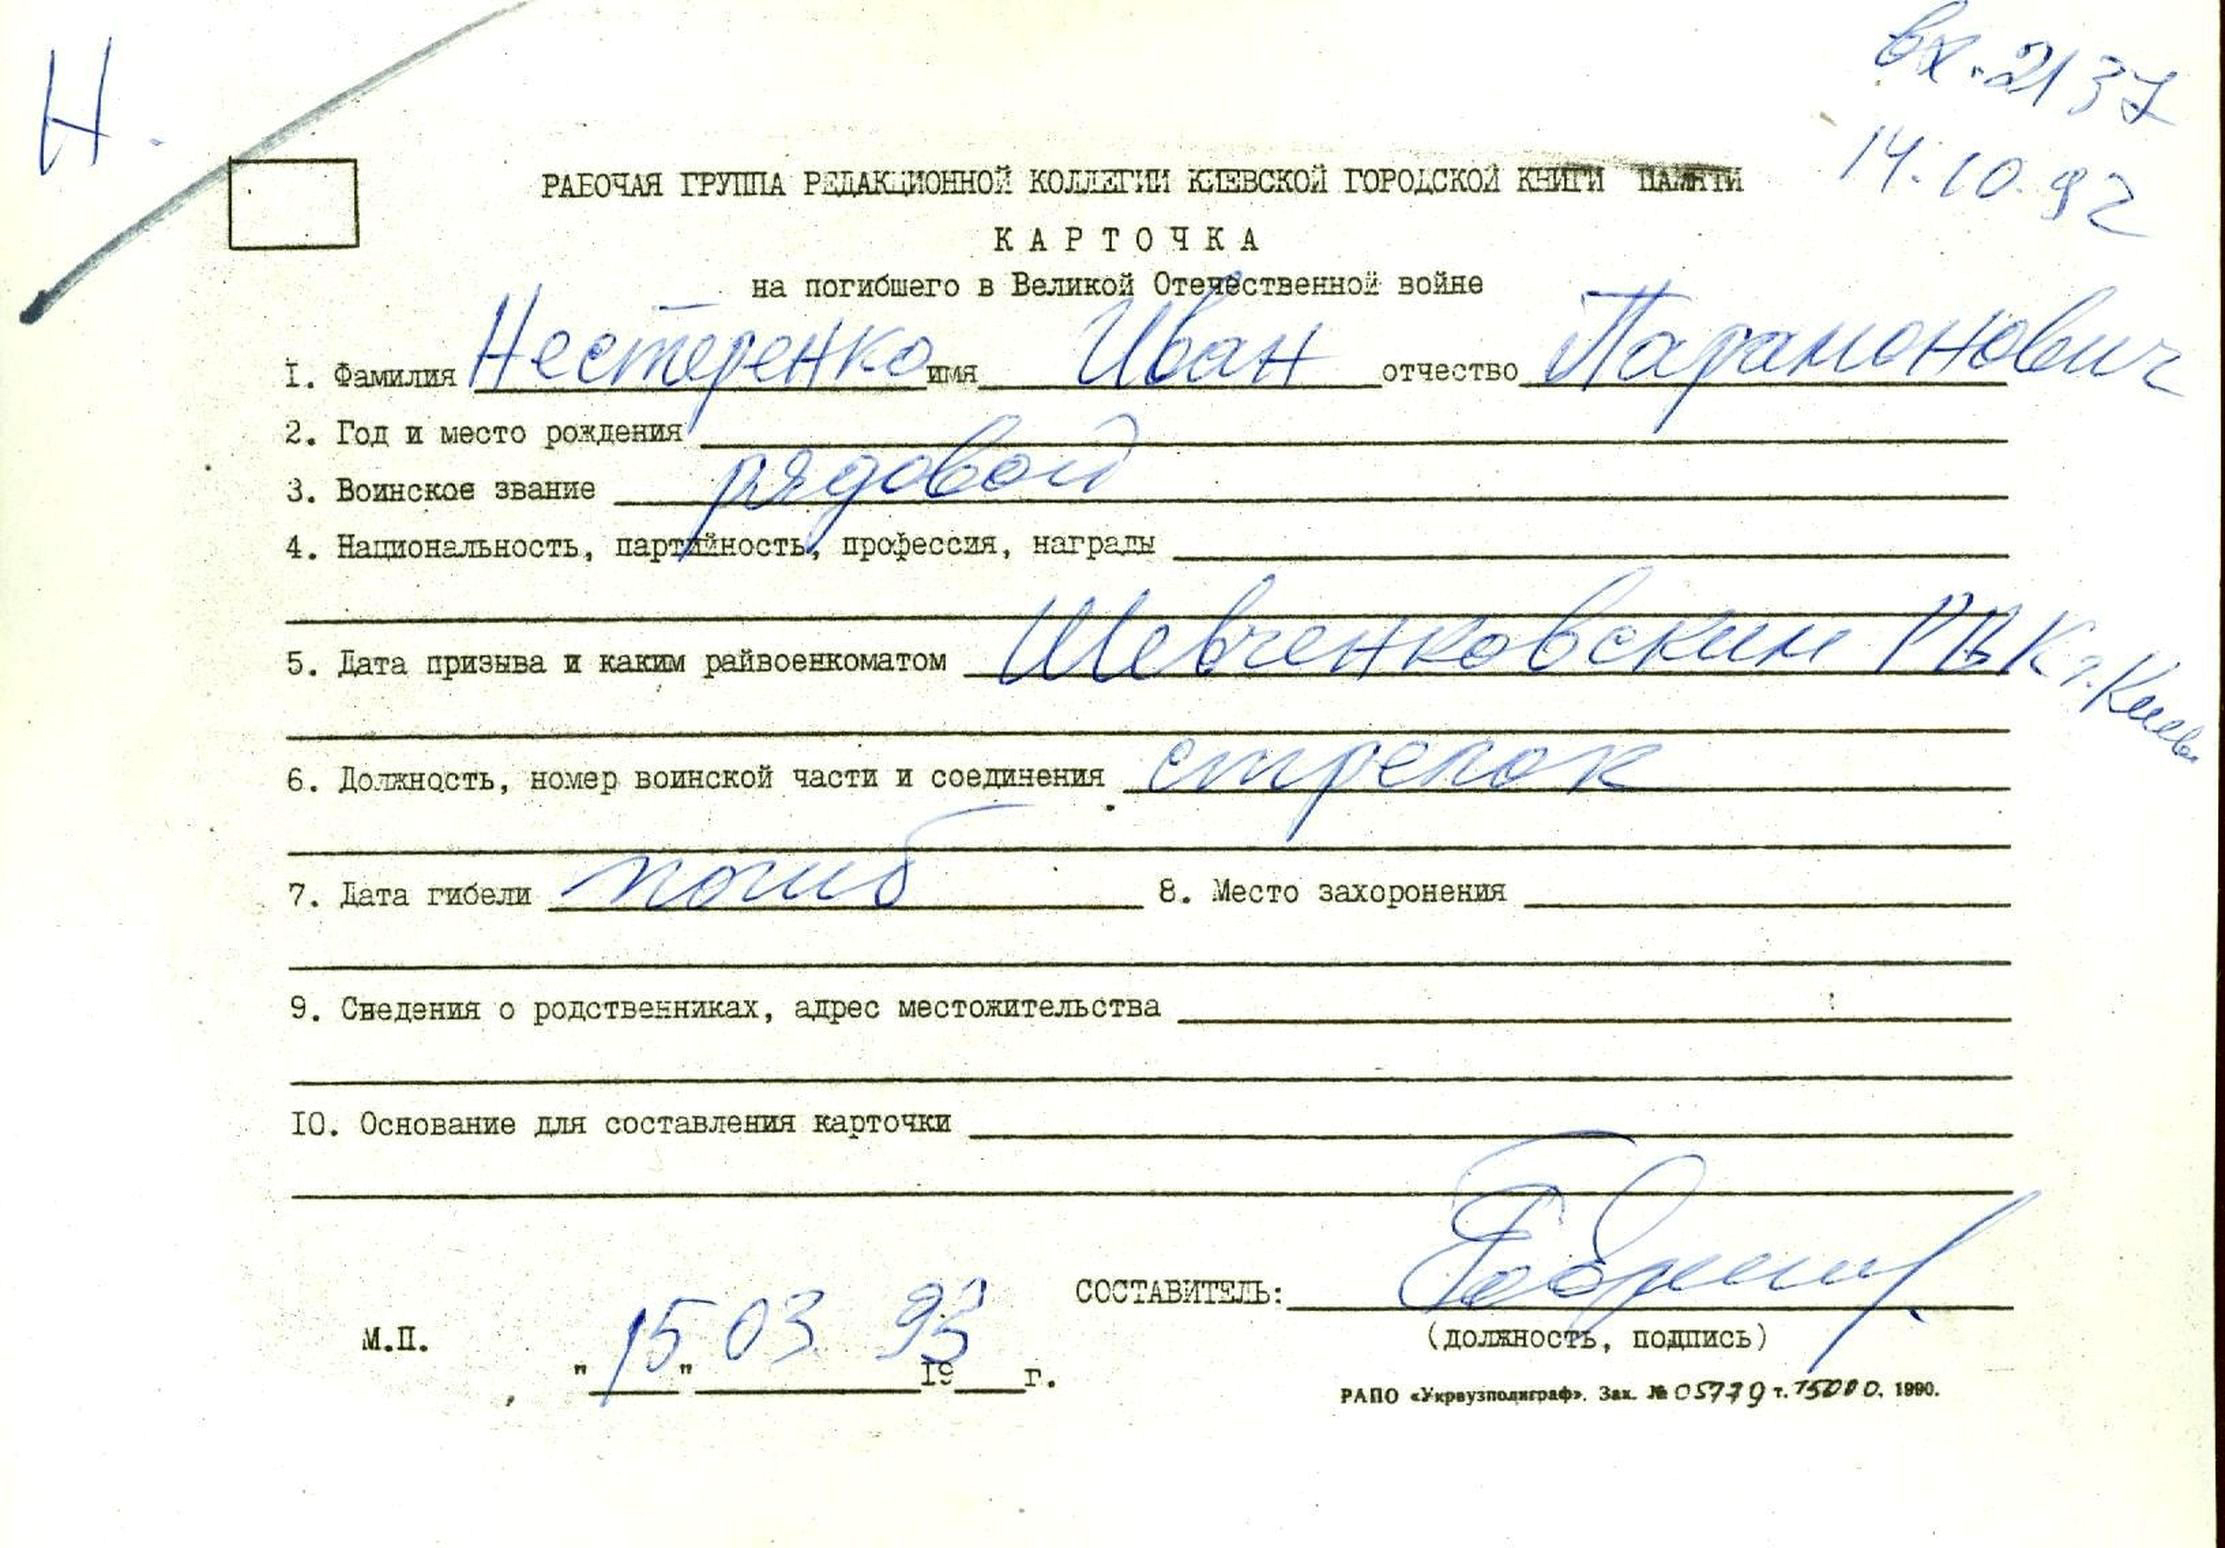 Н.
вх. 2137
14.10.92
РАБОЧАЯ ГРУППА РЕДАКЦИОННОЙ КОЛЛЕГИИ КИЕВСКОЙ ГОРОДСКОЙ КНИГИ ПАМЯТИ
КАРТОЧКА
на погибшего в Великой Отечественной войне
1. Фамилия Нестеренко имя Иван отчество Парамонович
2. Год и место рождения
3. Воинское звание рядовой
4. Национальность, партийность, профессия, награды
5. Дата призыва и каким райвоенкоматом Шевченковским РВК г. Киева
6. Должность, номер воинской части и соединения стрелок
7. Дата гибели погиб 8. Место захоронения
9. Сведения о родственниках, адрес местожительства
10. Основание для составления карточки
СОСТАВИТЕЛЬ:
(должность, подпись)
М.П. "15" 03. 93 19 г.
РАПО «Укрвузполиграф». Зак. № 05779 т. 15000. 1990.